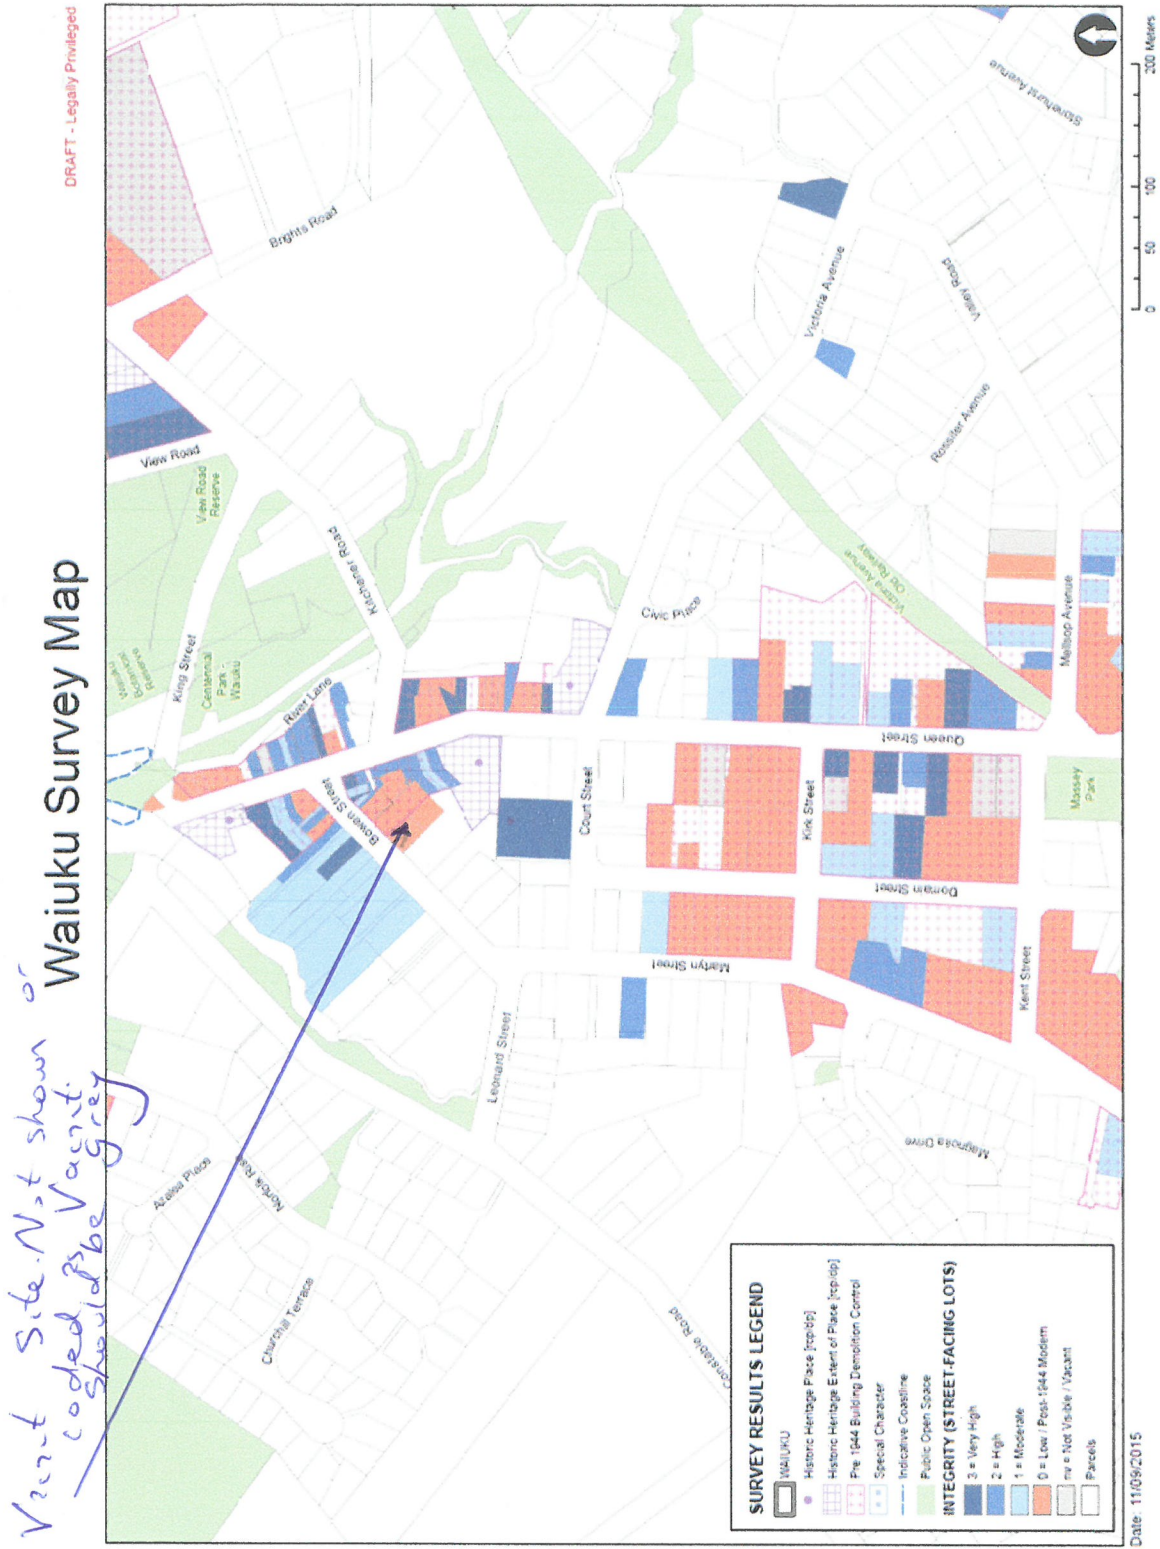 Vacant Site. Not shown or
coded as Vacant.
Should be grey
Waiuku Survey Map
DRAFT - Legally Privileged
Brights Road
View Road
View Road
Reserve
King Street
Waiuku
Reserve
Centennial
Park -
Waiuku
River Lane
Kitchener Road
Bowen Street
Court Street
Civic Place
Victoria Avenue
Victoria Avenue
Old Railway
Valley Road
Rossiter Avenue
Stonehurst Avenue
Queen Street
Kirk Street
Martyn Street
Kent Street
Mellsop Avenue
Massey
Park
Leonard Street
Magnolia Drive
Azalea Place
Churchill Terrace
Constable Road
SURVEY RESULTS LEGEND
WAIUKU
Historic Heritage Place [rcp/dp]
Historic Heritage Extent of Place [rcp/dp]
Pre 1944 Building Demolition Control
Special Character
Indicative Coastline
Public Open Space
INTEGRITY (STREET-FACING LOTS)
3 = Very High
2 = High
1 = Moderate
0 = Low / Post-1944 Modern
nv = Not Visible / Vacant
Parcels
0 50 100 200 Meters
Date: 11/09/2015